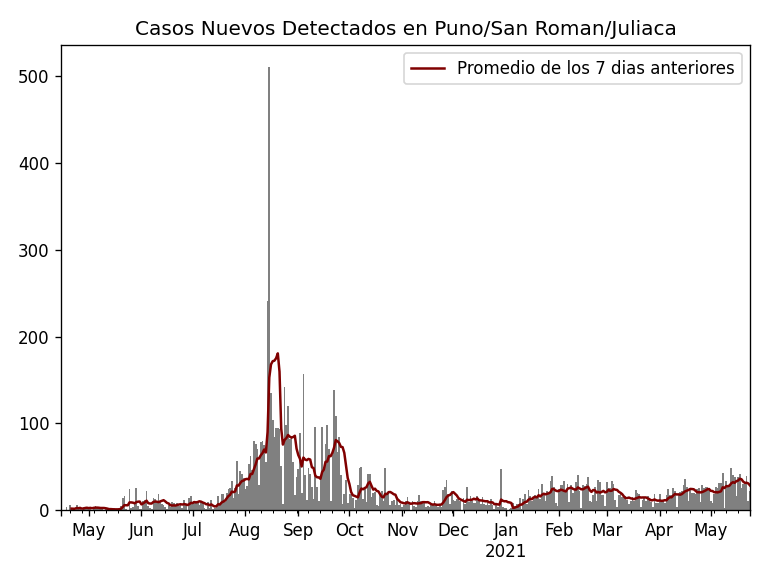 Casos Nuevos Detectados en Puno/San Roman/Juliaca
Promedio de los 7 dias anteriores
500
400
300
200
100
0
May Jun Jul Aug Sep Oct Nov Dec Jan Feb Mar Apr May
2021